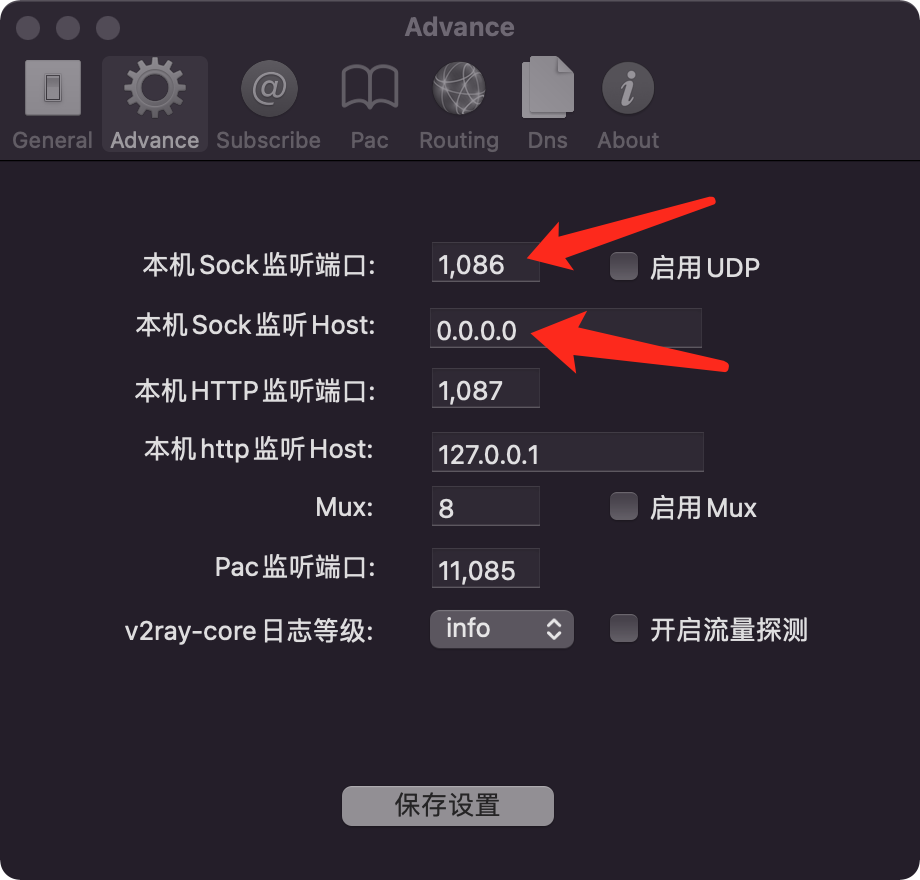 Advance
General Advance Subscribe Pac Routing Dns About
本机Sock监听端口: 1,086 启用UDP
本机Sock监听Host: 0.0.0.0
本机HTTP监听端口: 1,087
本机http监听Host: 127.0.0.1
Mux: 8 启用Mux
Pac监听端口: 11,085
v2ray-core日志等级: info 开启流量探测
保存设置